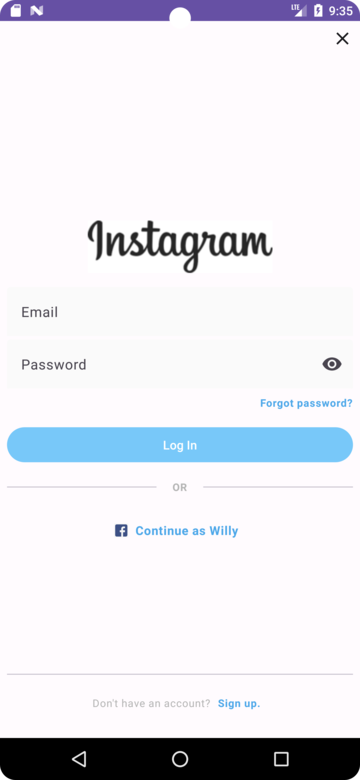 LTE 9:35
Instagram
Email
Password
Forgot password?
Log In
OR
Continue as Willy
Don't have an account? Sign up.